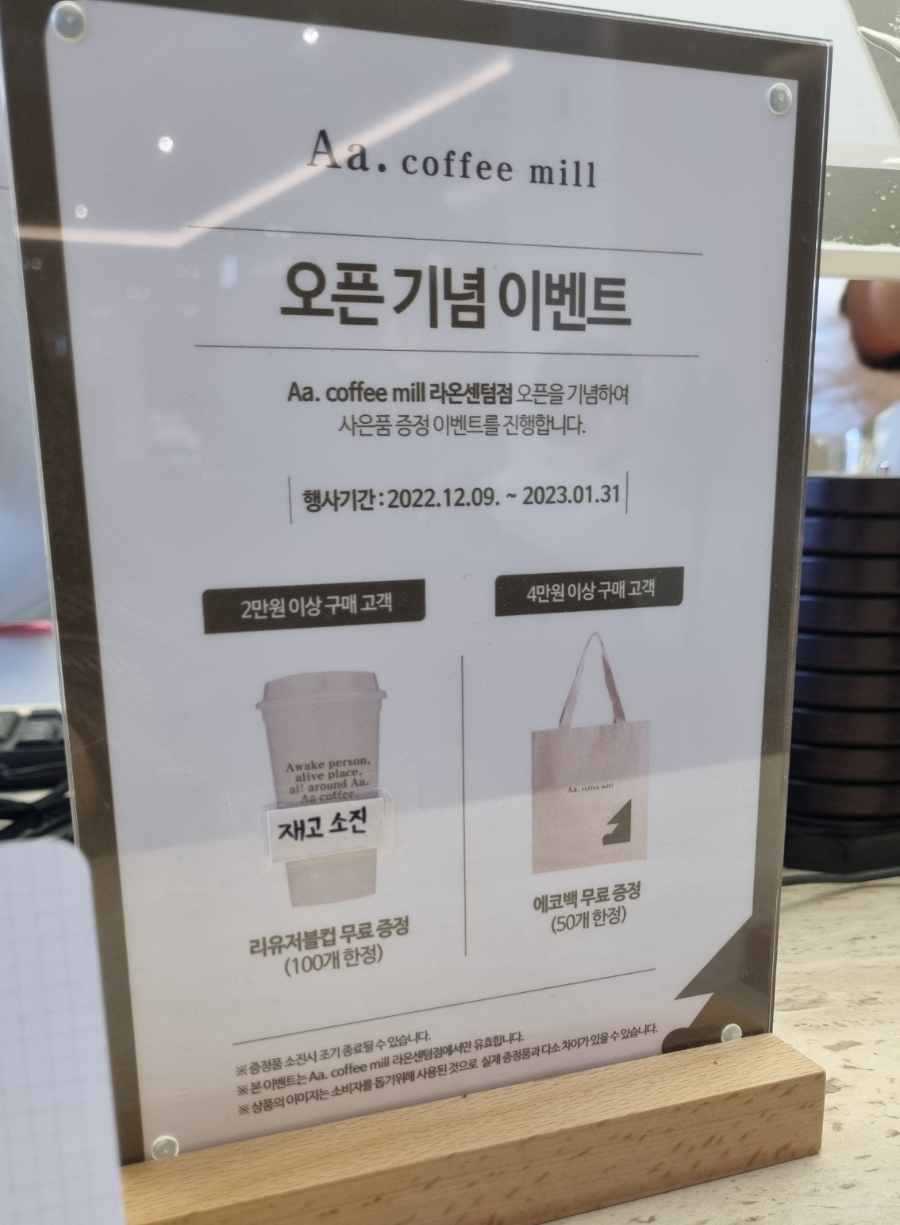 Aa. coffee mill
오픈 기념 이벤트
Aa. coffee mill 라온센텀점 오픈을 기념하여
사은품 증정 이벤트를 진행합니다.
행사기간 : 2022.12.09. ~ 2023.01.31
2만원 이상 구매 고객
Awake person,
alive place,
al! around Aa.
Aa coffee.
재고 소진
리유저블컵 무료 증정
(100개 한정)
4만원 이상 구매 고객
Aa. coffee mill
에코백 무료 증정
(50개 한정)
※ 증정품 소진시 조기 종료될 수 있습니다.
※ 본 이벤트는 Aa. coffee mill 라온센텀점에서만 유효합니다.
※ 상품의 이미지는 소비자를 돕기위해 사용된 것으로 실제 증정품과 다소 차이가 있을 수 있습니다.